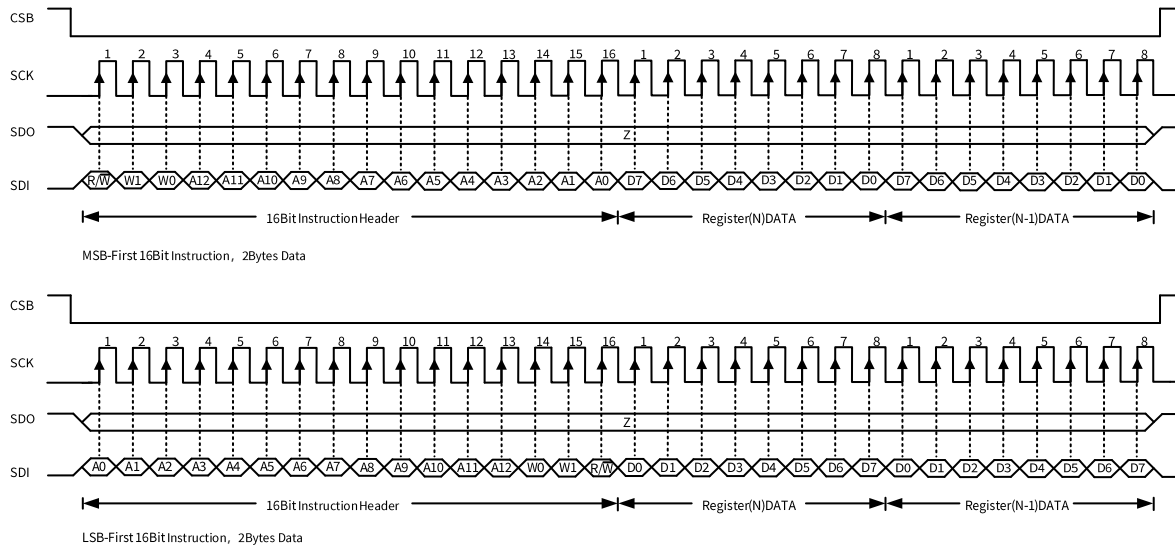 CSB
1 2 3 4 5 6 7 8 9 10 11 12 13 14 15 16 1 2 3 4 5 6 7 8 1 2 3 4 5 6 7 8
SCK
SDO Z
SDI R/W̅ W1 W0 A12 A11 A10 A9 A8 A7 A6 A5 A4 A3 A2 A1 A0 D7 D6 D5 D4 D3 D2 D1 D0 D7 D6 D5 D4 D3 D2 D1 D0
16Bit Instruction Header Register(N)DATA Register(N-1)DATA
MSB-First 16Bit Instruction，2Bytes Data
CSB
1 2 3 4 5 6 7 8 9 10 11 12 13 14 15 16 1 2 3 4 5 6 7 8 1 2 3 4 5 6 7 8
SCK
SDO Z
SDI A0 A1 A2 A3 A4 A5 A6 A7 A8 A9 A10 A11 A12 W0 W1 R/W̅ D0 D1 D2 D3 D4 D5 D6 D7 D0 D1 D2 D3 D4 D5 D6 D7
16Bit Instruction Header Register(N)DATA Register(N-1)DATA
LSB-First 16Bit Instruction，2Bytes Data